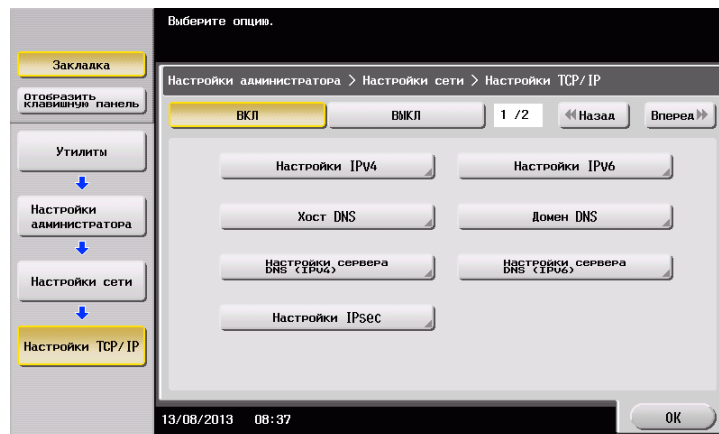 Выберите опцию.
Закладка
Отобразить
клавишную панель
Утилиты
Настройки
администратора
Настройки сети
Настройки TCP/IP
Настройки администратора > Настройки сети > Настройки TCP/IP
ВКЛ
ВЫКЛ
1 /2
Назад
Вперед
Настройки IPv4
Настройки IPv6
Хост DNS
Домен DNS
Настройки сервера
DNS (IPv4)
Настройки сервера
DNS (IPv6)
Настройки IPsec
13/08/2013 08:37
OK